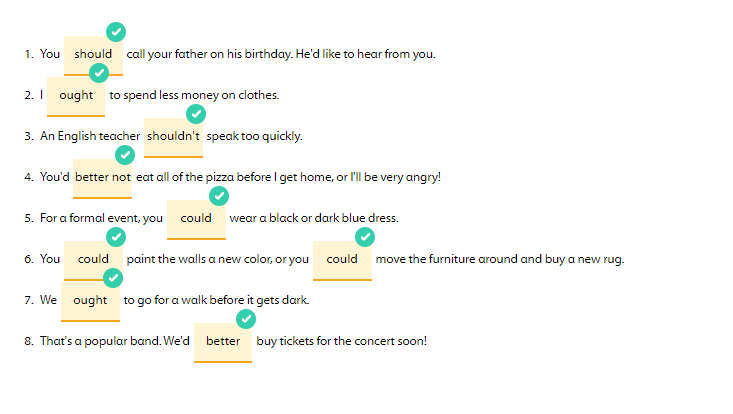 1. You should call your father on his birthday. He'd like to hear from you.
2. I ought to spend less money on clothes.
3. An English teacher shouldn't speak too quickly.
4. You'd better not eat all of the pizza before I get home, or I'll be very angry!
5. For a formal event, you could wear a black or dark blue dress.
6. You could paint the walls a new color, or you could move the furniture around and buy a new rug.
7. We ought to go for a walk before it gets dark.
8. That's a popular band. We'd better buy tickets for the concert soon!